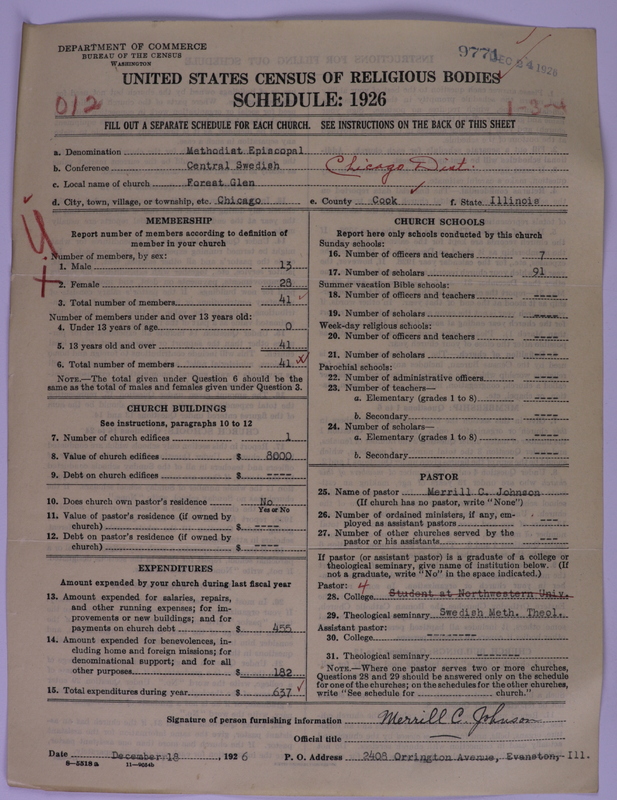 DEPARTMENT OF COMMERCE
BUREAU OF THE CENSUS
WASHINGTON
9771
DEC 24 1926
UNITED STATES CENSUS OF RELIGIOUS BODIES
012
SCHEDULE: 1926
1-3-4
FILL OUT A SEPARATE SCHEDULE FOR EACH CHURCH. SEE INSTRUCTIONS ON THE BACK OF THIS SHEET
a. Denomination Methodist Episcopal
b. Conference Central Swedish Chicago Dist.
c. Local name of church Forest Glen
d. City, town, village, or township, etc. Chicago e. County Cook f. State Illinois
MEMBERSHIP
Report number of members according to definition of
member in your church
Number of members, by sex:
1. Male 13
2. Female 28
3. Total number of members 41
Number of members under and over 13 years old:
4. Under 13 years of age 0
5. 13 years old and over 41
6. Total number of members 41
NOTE.—The total given under Question 6 should be the
same as the total of males and females given under Question 3.
CHURCH BUILDINGS
See instructions, paragraphs 10 to 12
7. Number of church edifices 1
8. Value of church edifices $ 8000
9. Debt on church edifices $ ----
10. Does church own pastor's residence No
Yes or No
11. Value of pastor's residence (if owned by
church) $ ----
12. Debt on pastor's residence (if owned by
church) $ ----
EXPENDITURES
Amount expended by your church during last fiscal year
13. Amount expended for salaries, repairs,
and other running expenses; for im-
provements or new buildings; and for
payments on church debt $ 455
14. Amount expended for benevolences, in-
cluding home and foreign missions; for
denominational support; and for all
other purposes $ 182
15. Total expenditures during year $ 637
CHURCH SCHOOLS
Report here only schools conducted by this church
Sunday schools:
16. Number of officers and teachers 7
17. Number of scholars 91
Summer vacation Bible schools:
18. Number of officers and teachers ----
19. Number of scholars ----
Week-day religious schools:
20. Number of officers and teachers ----
21. Number of scholars ----
Parochial schools:
22. Number of administrative officers ----
23. Number of teachers—
a. Elementary (grades 1 to 8) ----
b. Secondary ----
24. Number of scholars—
a. Elementary (grades 1 to 8) ----
b. Secondary ----
PASTOR
25. Name of pastor Merrill C. Johnson
(If church has no pastor, write "None")
26. Number of ordained ministers, if any, em-
ployed as assistant pastors ---
27. Number of other churches served by the
pastor or his assistants ---
If pastor (or assistant pastor) is a graduate of a college or
theological seminary, give name of institution below. (If
not a graduate, write "No" in the space indicated.)
Pastor: 4
28. College Student at Northwestern Univ.
29. Theological seminary Swedish Meth. Theol.
Assistant pastor:
30. College --------
31. Theological seminary -------
NOTE.—Where one pastor serves two or more churches,
Questions 28 and 29 should be answered only on the schedule
for one of the churches; on the schedules for the other churches,
write "See schedule for church."
Signature of person furnishing information Merrill C. Johnson
Official title
Date December 18, 1926 P. O. Address 2408 Orrington Avenue, Evanston, Ill.
8—5518 a 11—9514b